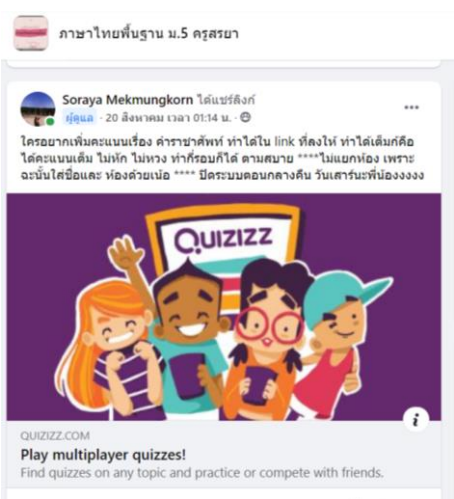 ภาษาไทยพื้นฐาน ม.5 ครูสรยา
Soraya Mekmungkorn ได้แชร์ลิงก์
ผู้ดูแล · 20 สิงหาคม เวลา 01:14 น. ·
ใครอยากเพิ่มคะแนนเรื่อง คำราชาศัพท์ ทำได้ใน link ที่ลงให้ ทำได้เต็มก็คือ
ได้คะแนนเต็ม ไม่หัก ไม่หวง ทำกี่รอบก็ได้ ตามสบาย ****ไม่แยกห้อง เพราะ
ฉะนั้นใส่ชื่อและ ห้องด้วยเน้อ **** ปิดระบบตอนกลางคืน วันเสาร์นะพี่น้องงงงง
QUIZIZZ
QUIZIZZ.COM
Play multiplayer quizzes!
Find quizzes on any topic and practice or compete with friends.